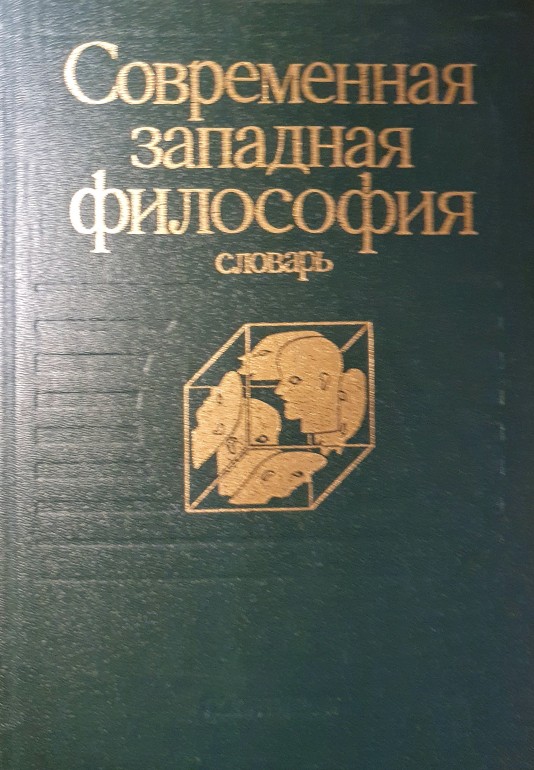 Современная
западная
философия
словарь